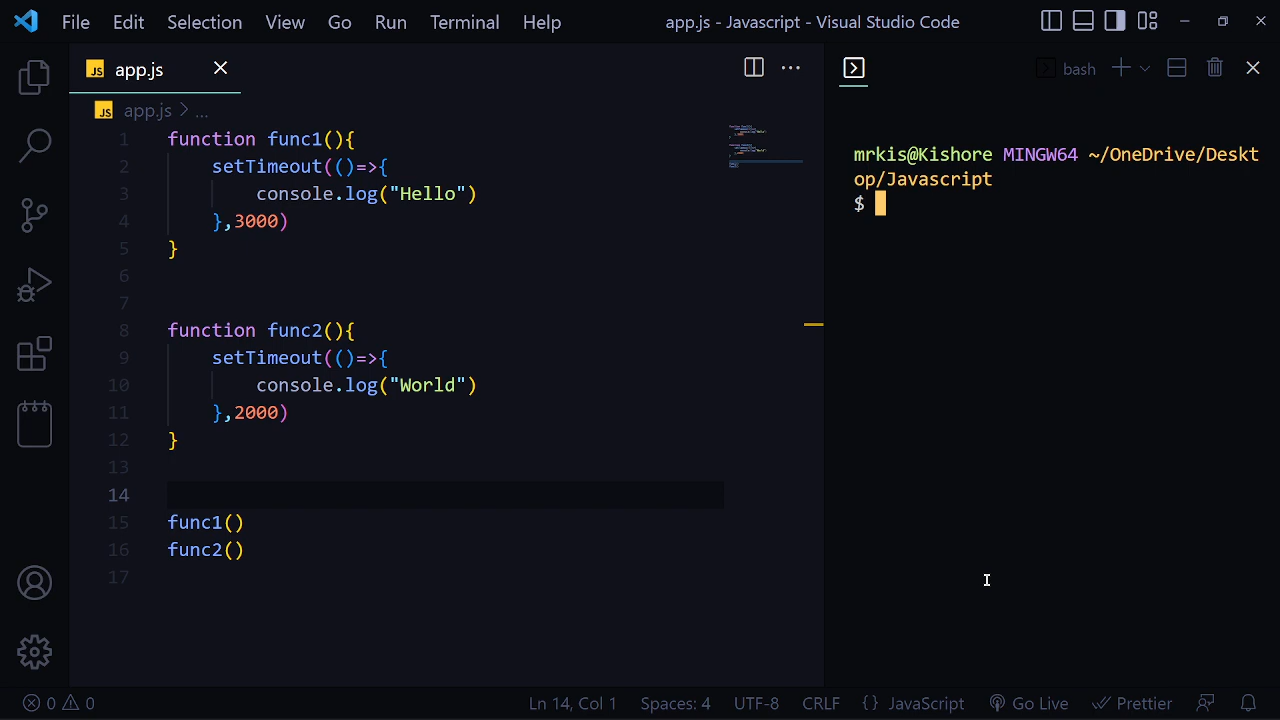 File Edit Selection View Go Run Terminal Help app.js - Javascript - Visual Studio Code
JS app.js
bash
JS app.js > ...
1 function func1(){
2     setTimeout(()=>{
3         console.log("Hello")
4     },3000)
5 }
6
7
8 function func2(){
9     setTimeout(()=>{
10         console.log("World")
11     },2000)
12 }
13
14
15 func1()
16 func2()
17
mrkis@Kishore MINGW64 ~/OneDrive/Deskt
op/Javascript
$
0 0 Ln 14, Col 1 Spaces: 4 UTF-8 CRLF {} JavaScript Go Live Prettier